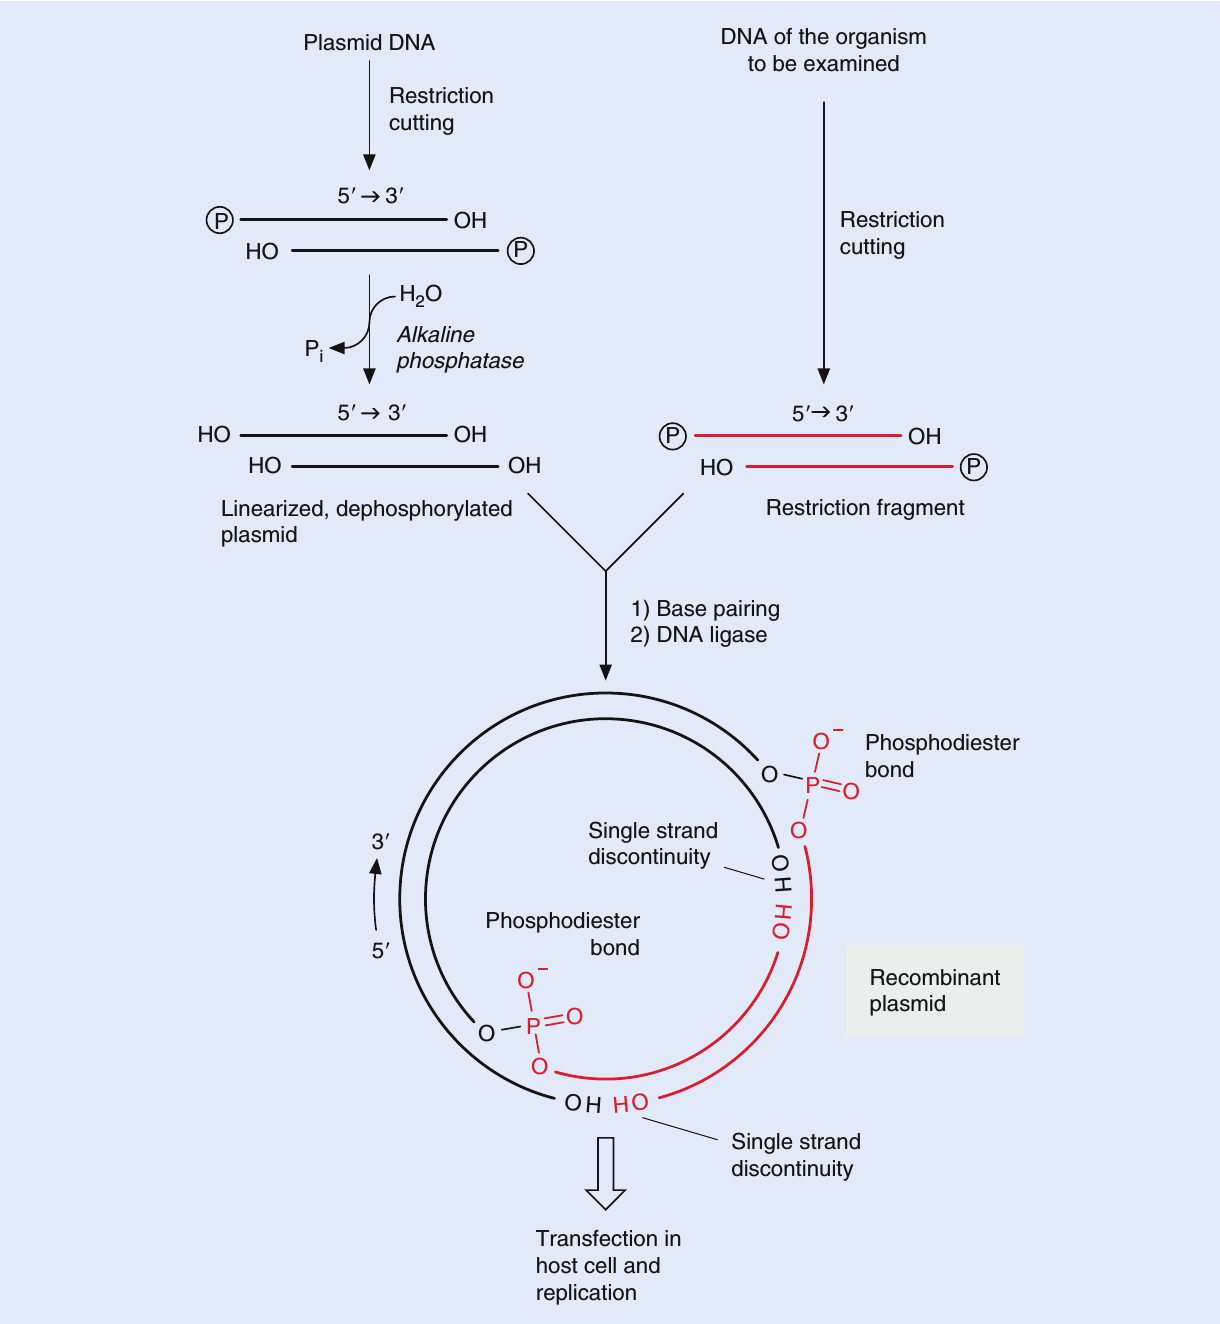 Plasmid DNA
DNA of the organism
to be examined
Restriction
cutting
5′ → 3′
P OH
HO P
Restriction
cutting
H₂O
Alkaline
phosphatase
Pᵢ
5′ → 3′
HO OH
HO OH
5′ → 3′
P OH
HO P
Linearized, dephosphorylated
plasmid
Restriction fragment
1) Base pairing
2) DNA ligase
O⁻
O P O
O
Phosphodiester
bond
Single strand
discontinuity
OH
HO
3′
5′
Phosphodiester
bond
O⁻
O P O
O
Recombinant
plasmid
OH HO
Single strand
discontinuity
Transfection in
host cell and
replication